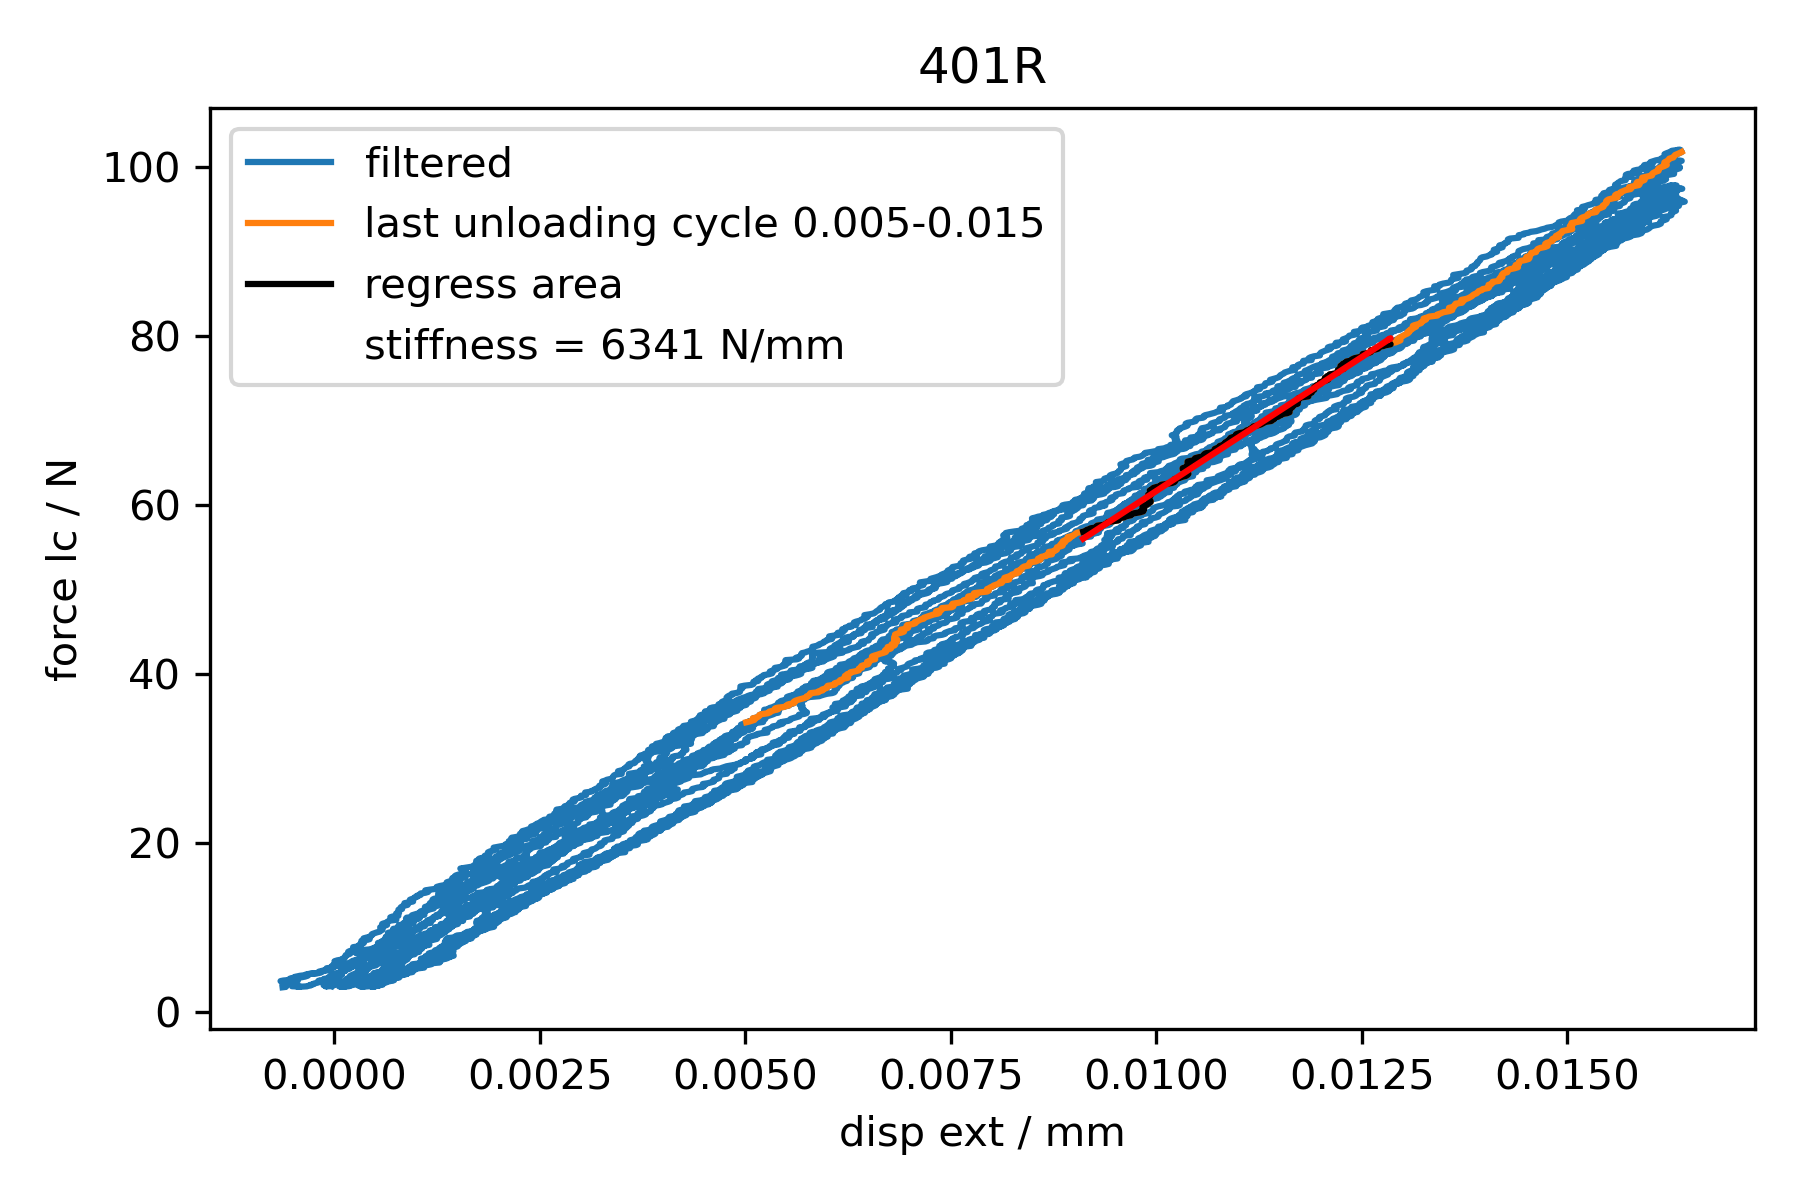 401R
filtered
last unloading cycle 0.005-0.015
regress area
stiffness = 6341 N/mm
100
80
60
40
20
0
force lc / N
0.0000 0.0025 0.0050 0.0075 0.0100 0.0125 0.0150
disp ext / mm